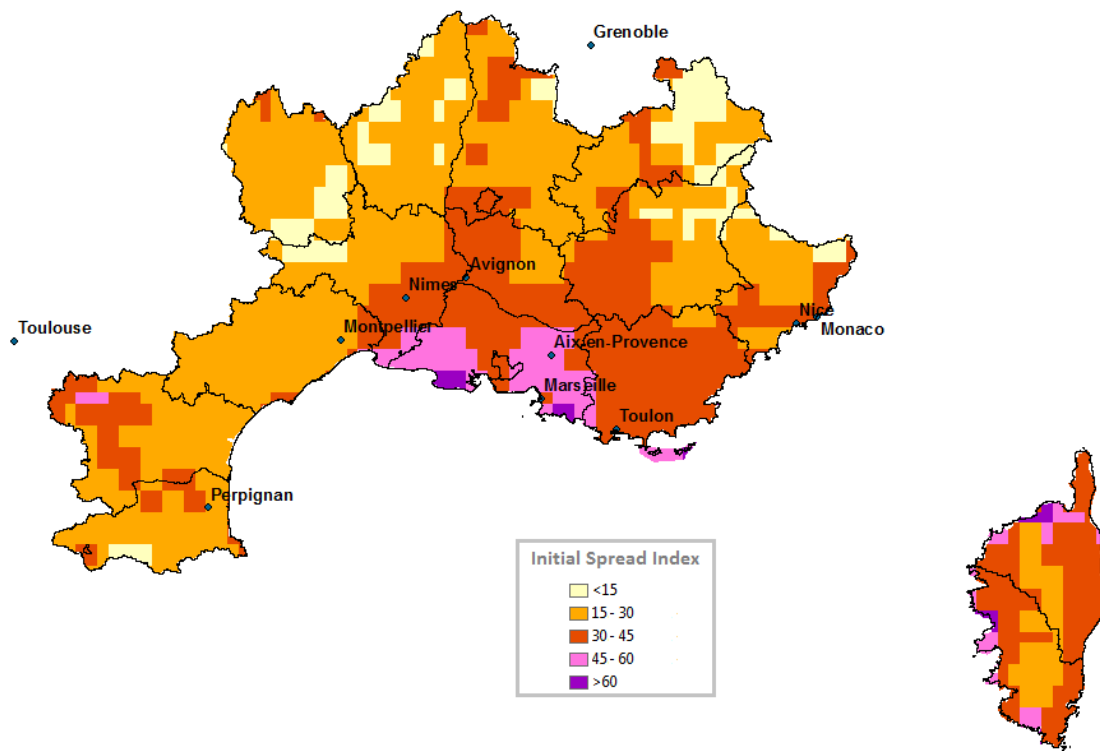 Grenoble
Avignon
Nimes
Nice
Toulouse
Montpellier
Monaco
Aix-en-Provence
Marseille
Toulon
Perpignan
Initial Spread Index
<15
15 - 30
30 - 45
45 - 60
>60